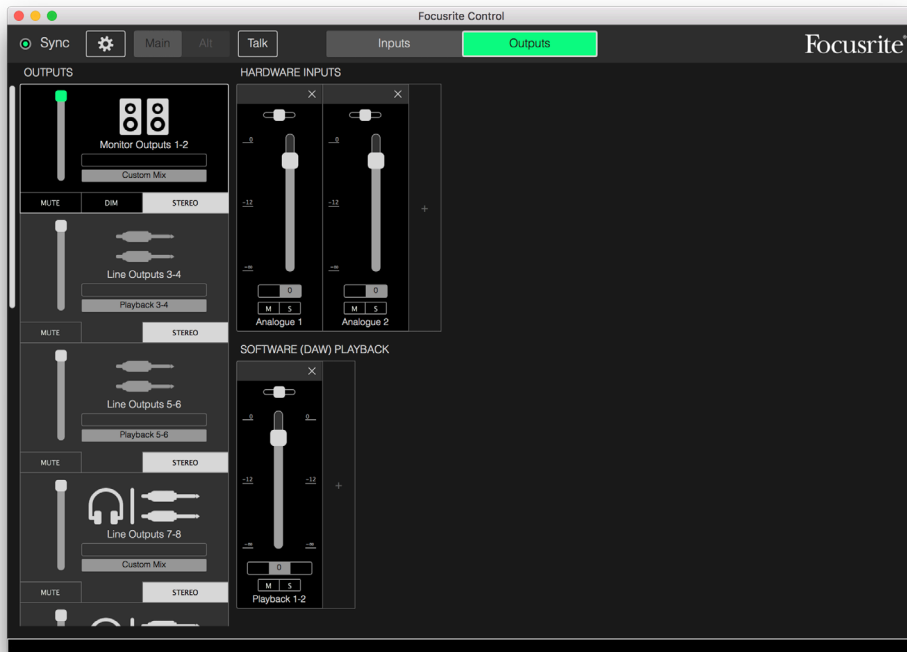 Focusrite Control
Sync Main Alt Talk Inputs Outputs Focusrite®
OUTPUTS
Monitor Outputs 1-2
Custom Mix
MUTE DIM STEREO
Line Outputs 3-4
Playback 3-4
MUTE STEREO
Line Outputs 5-6
Playback 5-6
MUTE STEREO
Line Outputs 7-8
Custom Mix
MUTE STEREO
HARDWARE INPUTS
0 0
-12 -12
-∞ -∞
0 0
M S M S
Analogue 1 Analogue 2
+
SOFTWARE (DAW) PLAYBACK
0 0
-12 -12
-∞ -∞
0
M S
Playback 1-2
+